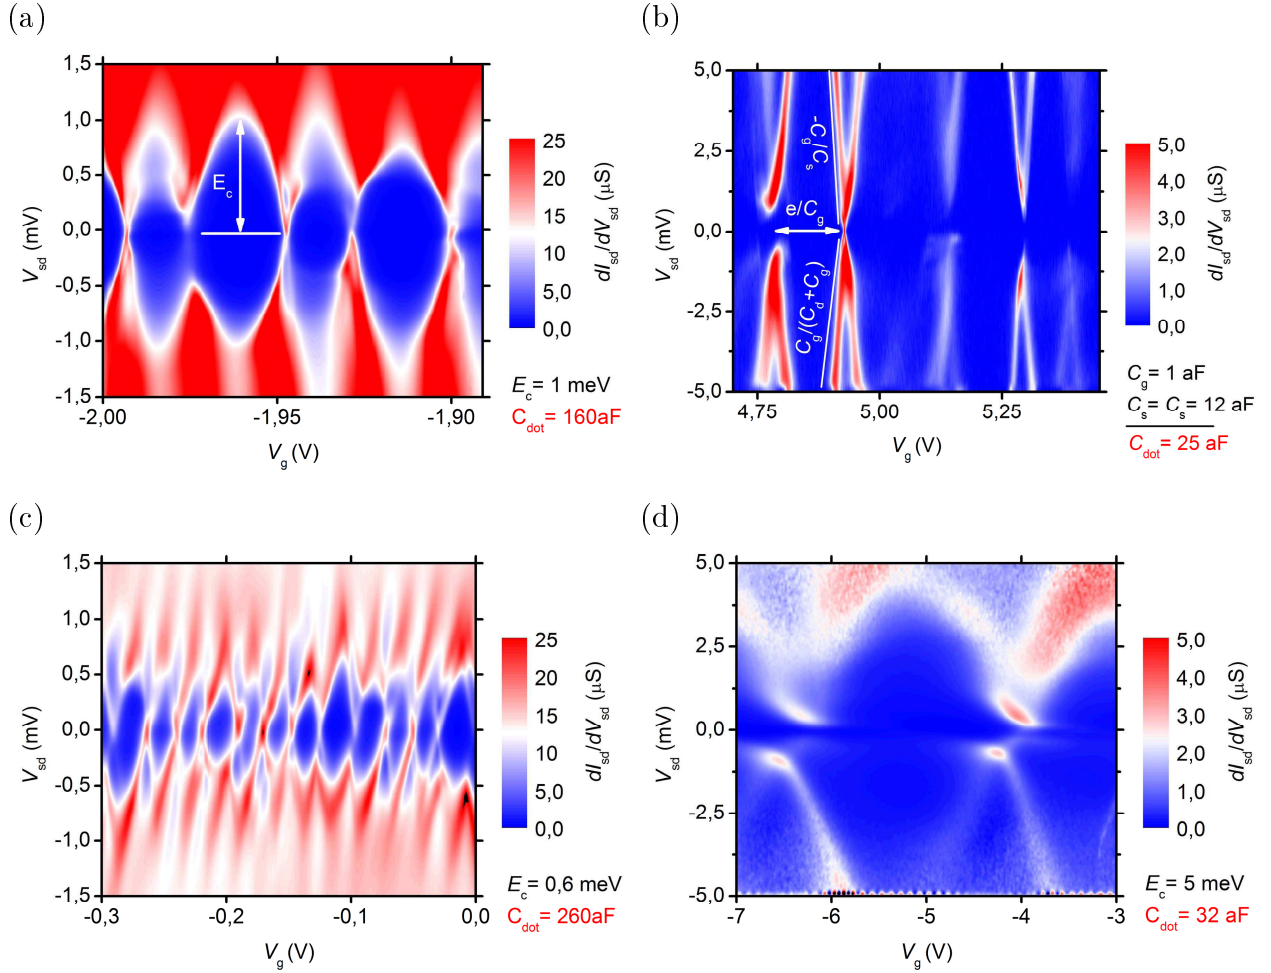 (a)
1,5
1,0
0,5
0,0
-0,5
-1,0
-1,5
V_sd (mV)
E_c
-2,00
-1,95
-1,90
V_g (V)
25
20
15
10
5,0
0,0
dI_sd/dV_sd (μS)
E_c = 1 meV
C_dot = 160aF
(b)
5,0
2,5
0,0
-2,5
-5,0
V_sd (mV)
-C_g/C_s
e/C_g
C_g/(C_d+C_g)
4,75
5,00
5,25
V_g (V)
5,0
4,0
3,0
2,0
1,0
0,0
dI_sd/dV_sd (μS)
C_g = 1 aF
C_s = C_s = 12 aF
C_dot = 25 aF
(c)
1,5
1,0
0,5
0,0
-0,5
-1,0
-1,5
V_sd (mV)
-0,3
-0,2
-0,1
0,0
V_g (V)
25
20
15
10
5,0
0,0
dI_sd/dV_sd (μS)
E_c = 0,6 meV
C_dot = 260aF
(d)
5,0
2,5
0,0
-2,5
-5,0
V_sd (mV)
-7
-6
-5
-4
-3
V_g (V)
5,0
4,0
3,0
2,0
1,0
0,0
dI_sd/dV_sd (μS)
E_c = 5 meV
C_dot = 32 aF